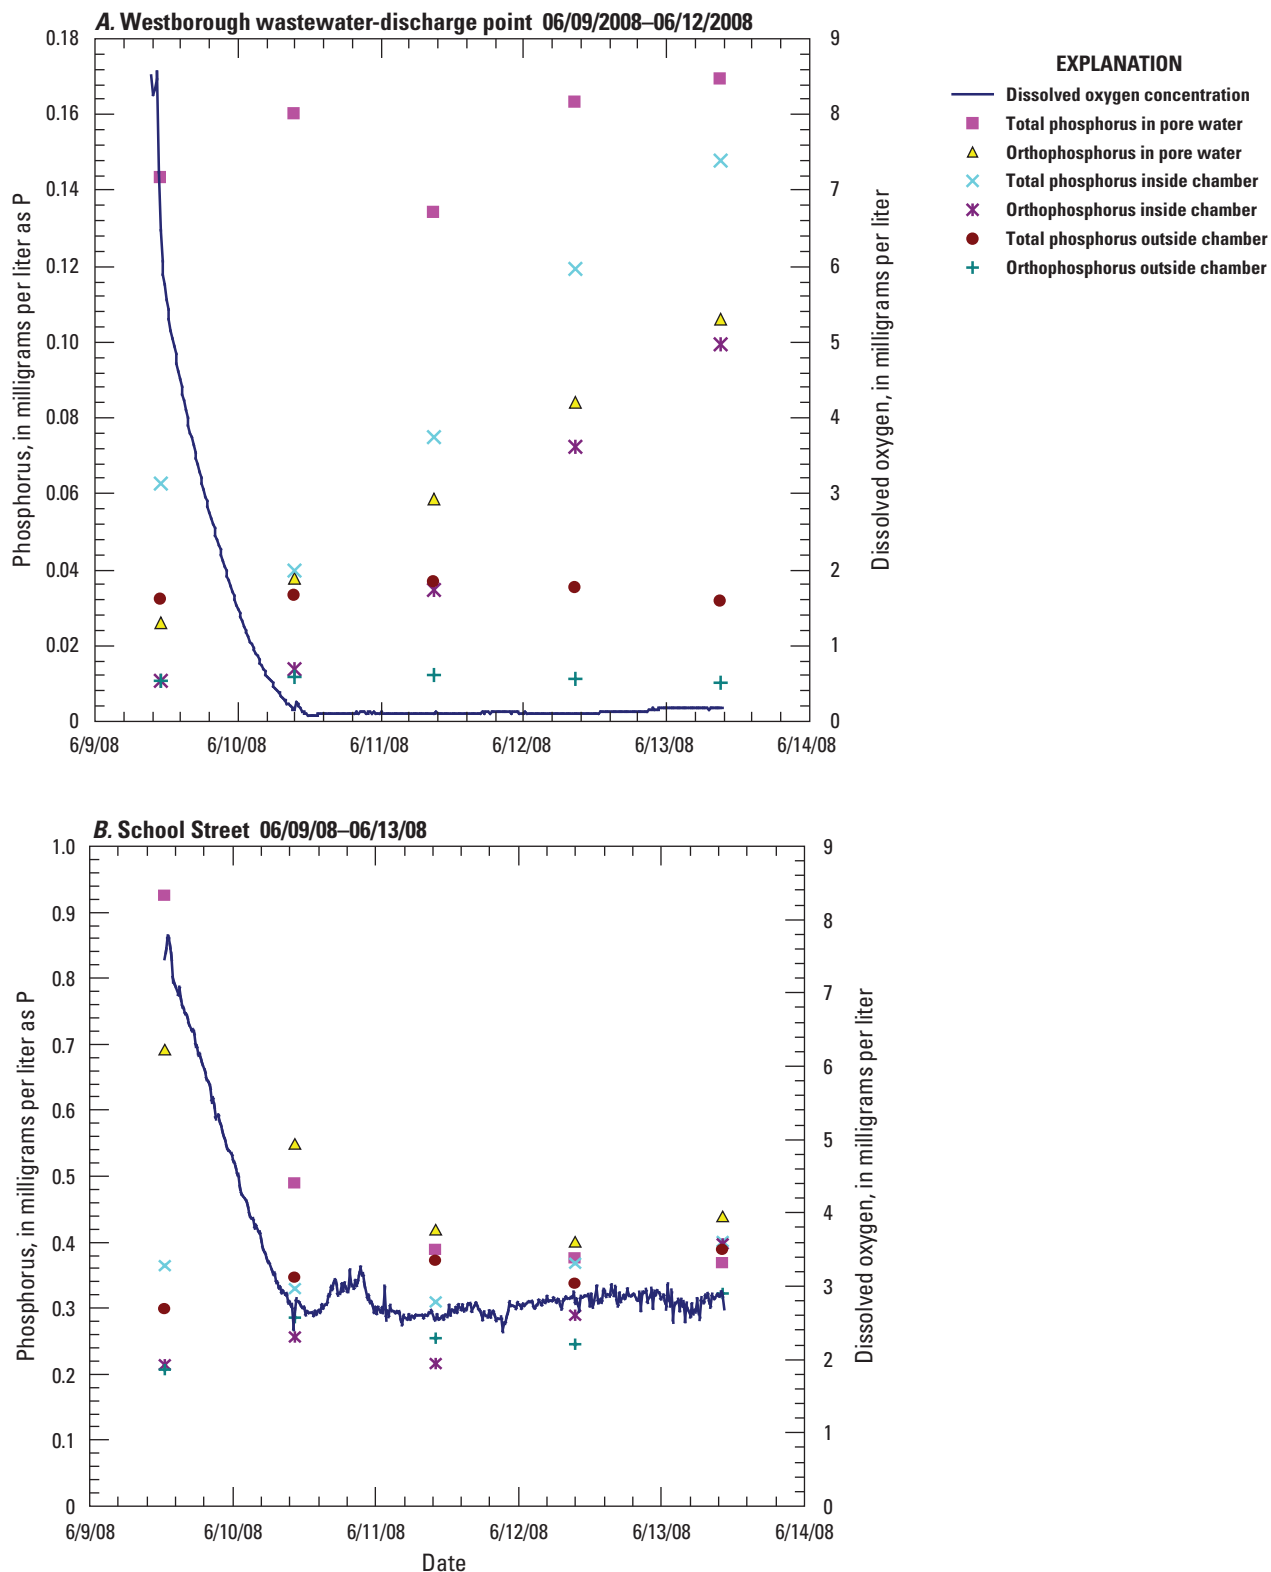 A. Westborough wastewater-discharge point 06/09/2008–06/12/2008
0.18
0.16
0.14
0.12
0.10
0.08
0.06
0.04
0.02
0
Phosphorus, in milligrams per liter as P
9
8
7
6
5
4
3
2
1
0
Dissolved oxygen, in milligrams per liter
6/9/08 6/10/08 6/11/08 6/12/08 6/13/08 6/14/08
EXPLANATION
Dissolved oxygen concentration
Total phosphorus in pore water
Orthophosphorus in pore water
Total phosphorus inside chamber
Orthophosphorus inside chamber
Total phosphorus outside chamber
Orthophosphorus outside chamber
B. School Street 06/09/08–06/13/08
1.0
0.9
0.8
0.7
0.6
0.5
0.4
0.3
0.2
0.1
0
Phosphorus, in milligrams per liter as P
9
8
7
6
5
4
3
2
1
0
Dissolved oxygen, in milligrams per liter
6/9/08 6/10/08 6/11/08 6/12/08 6/13/08 6/14/08
Date